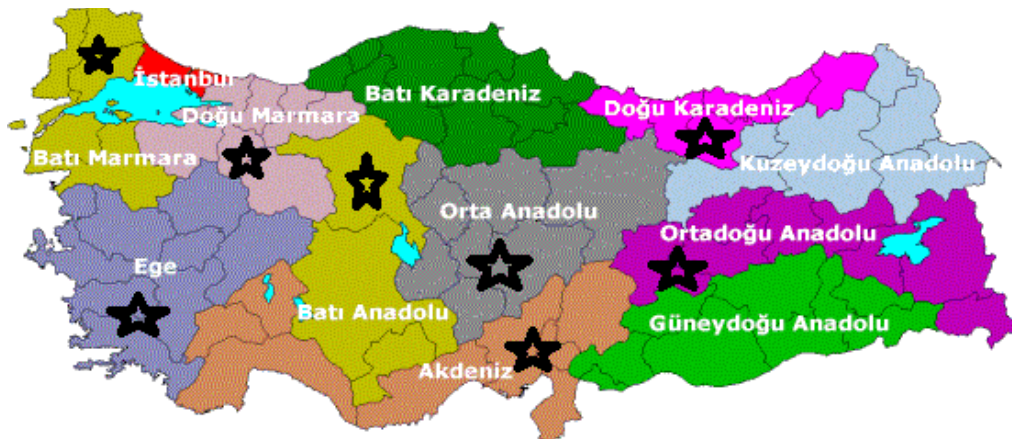 İstanbul
Batı Karadeniz
Doğu Karadeniz
Doğu Marmara
Batı Marmara
Kuzeydoğu Anadolu
Orta Anadolu
Ortadoğu Anadolu
Ege
Batı Anadolu
Güneydoğu Anadolu
Akdeniz